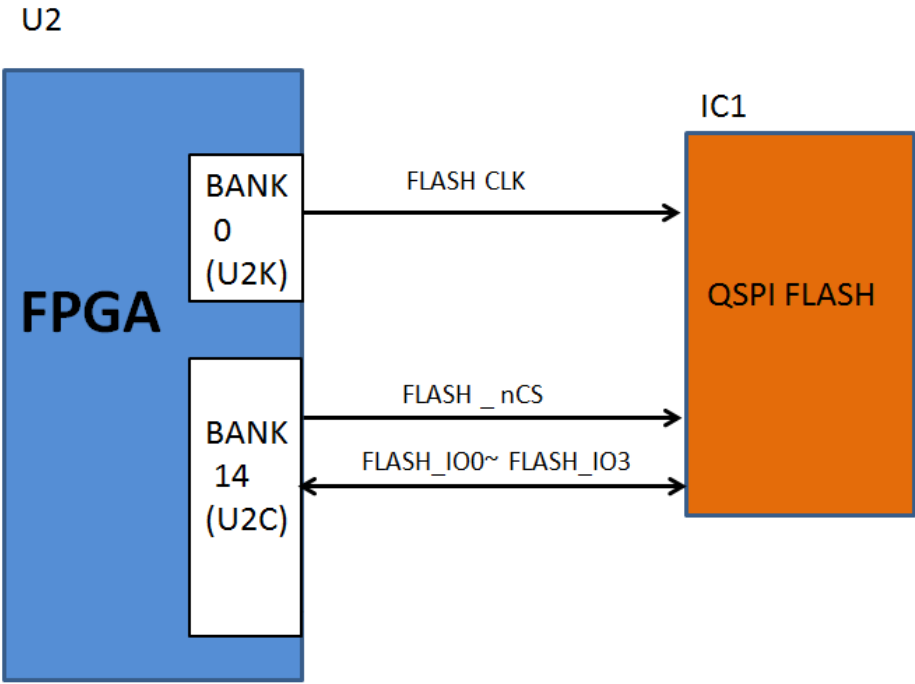 U2
IC1
BANK
0
(U2K)
FLASH CLK
FPGA
QSPI FLASH
FLASH _ nCS
BANK
14
(U2C)
FLASH_IO0~ FLASH_IO3